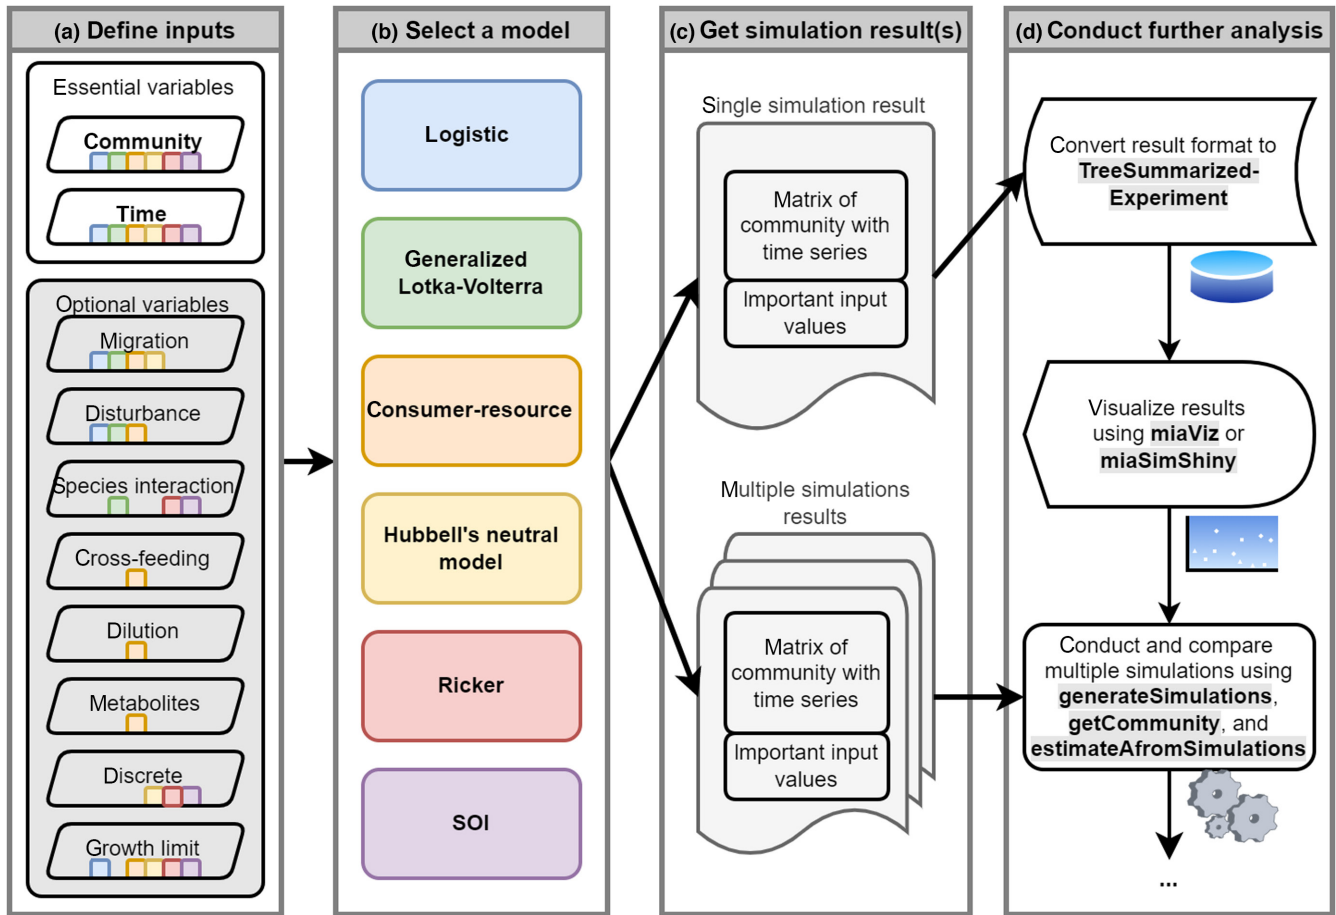 (a) Define inputs
Essential variables
Community
Time
Optional variables
Migration
Disturbance
Species interaction
Cross-feeding
Dilution
Metabolites
Discrete
Growth limit
(b) Select a model
Logistic
Generalized
Lotka-Volterra
Consumer-resource
Hubbell's neutral
model
Ricker
SOI
(c) Get simulation result(s)
Single simulation result
Matrix of
community with
time series
Important input
values
Multiple simulations
results
Matrix of
community with
time series
Important input
values
(d) Conduct further analysis
Convert result format to
TreeSummarized-
Experiment
Visualize results
using miaViz or
miaSimShiny
Conduct and compare
multiple simulations using
generateSimulations,
getCommunity, and
estimateAfromSimulations
...